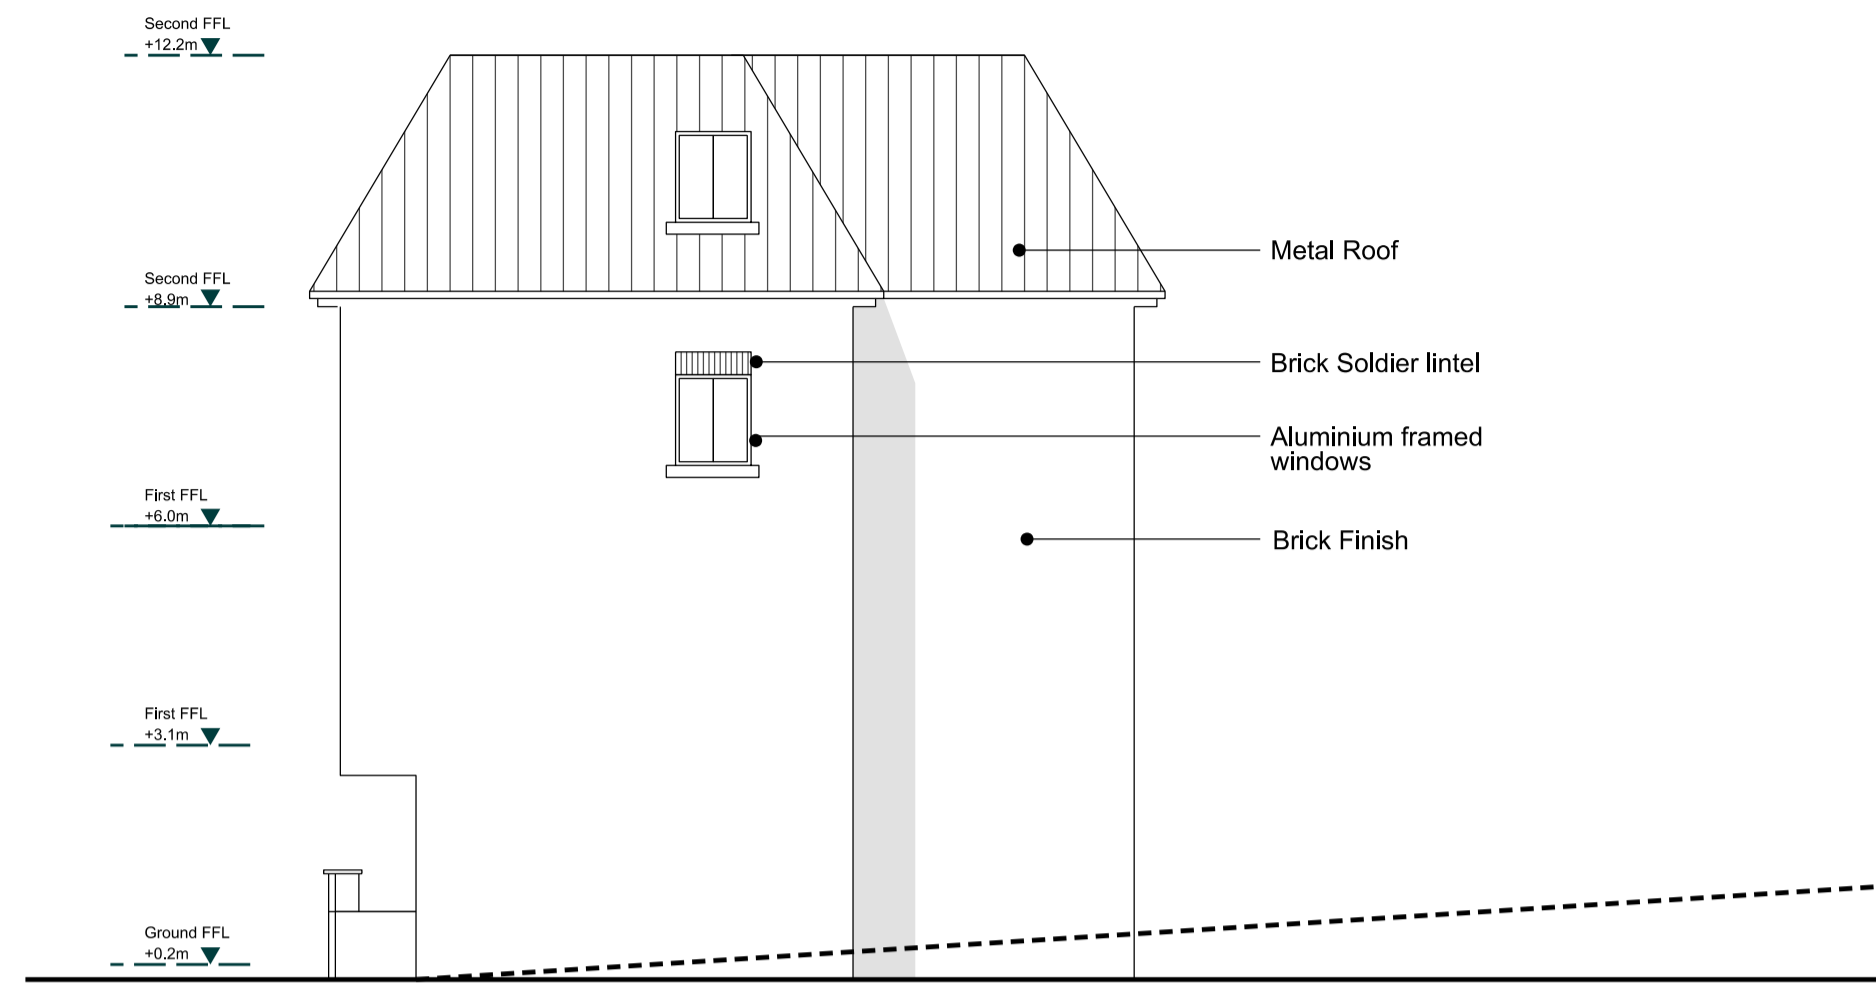 Second FFL
+12.2m
Second FFL
+8.9m
First FFL
+6.0m
First FFL
+3.1m
Ground FFL
+0.2m
Metal Roof
Brick Soldier lintel
Aluminium framed
windows
Brick Finish